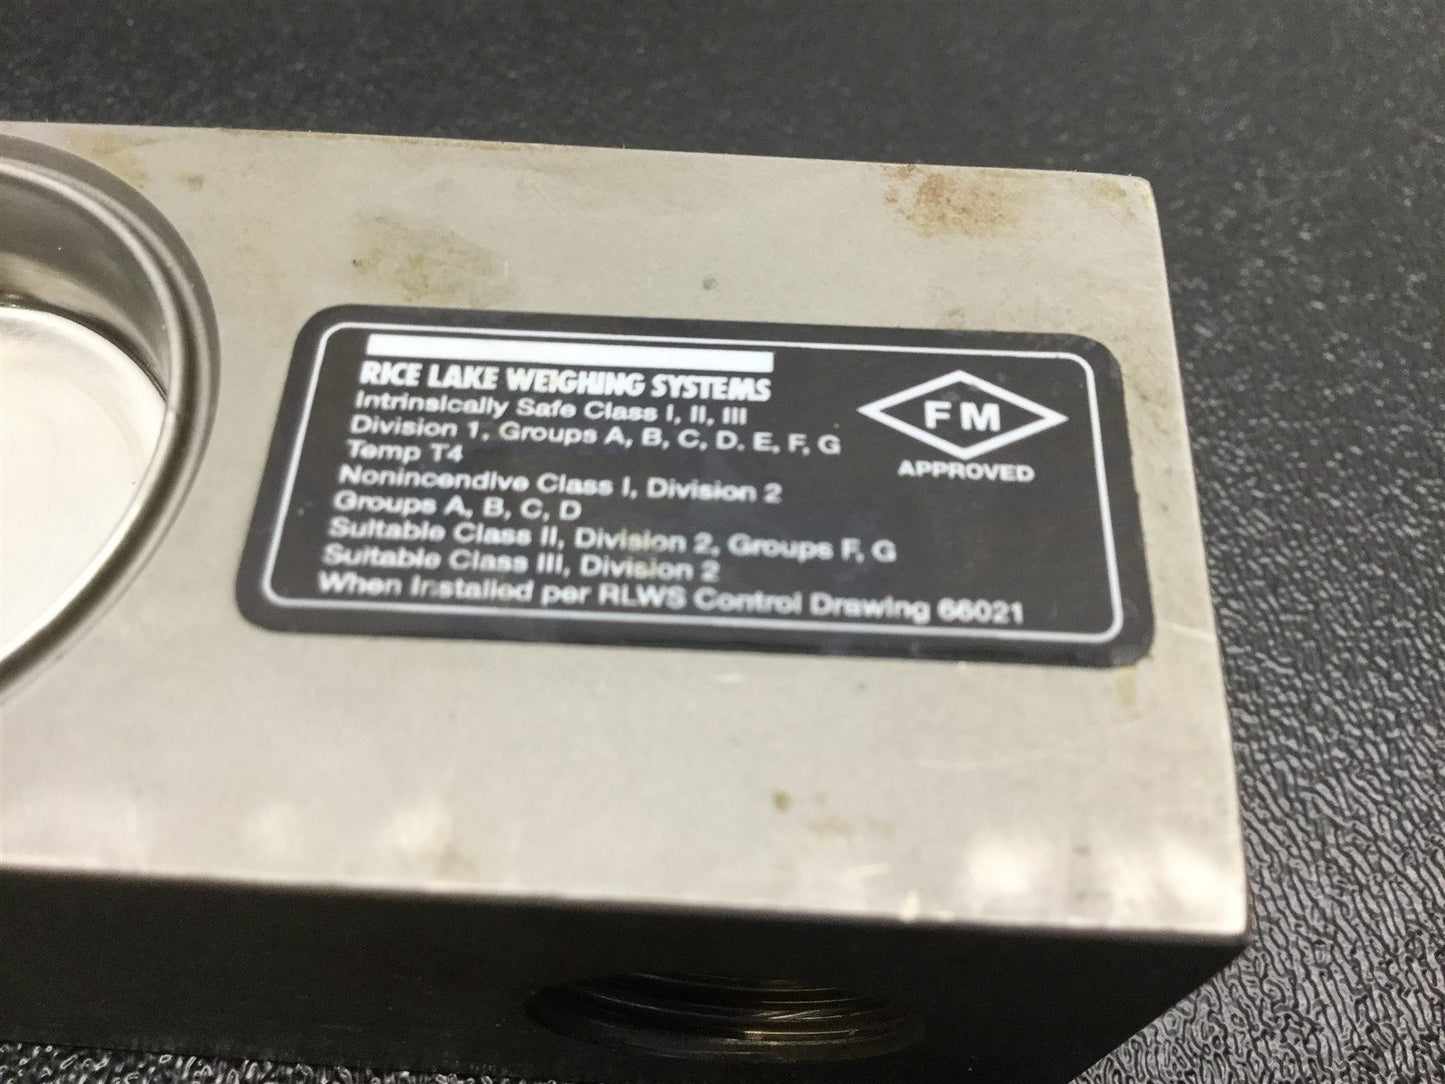 RICE LAKE WEIGHING SYSTEMS
Intrinsically Safe Class I, II, III
Division 1, Groups A, B, C, D. E, F, G
Temp T4
Nonincendive Class I, Division 2
Groups A, B, C, D
Suitable Class II, Division 2, Groups F, G
Suitable Class III, Division 2
When Installed per RLWS Control Drawing 66021
FM
APPROVED